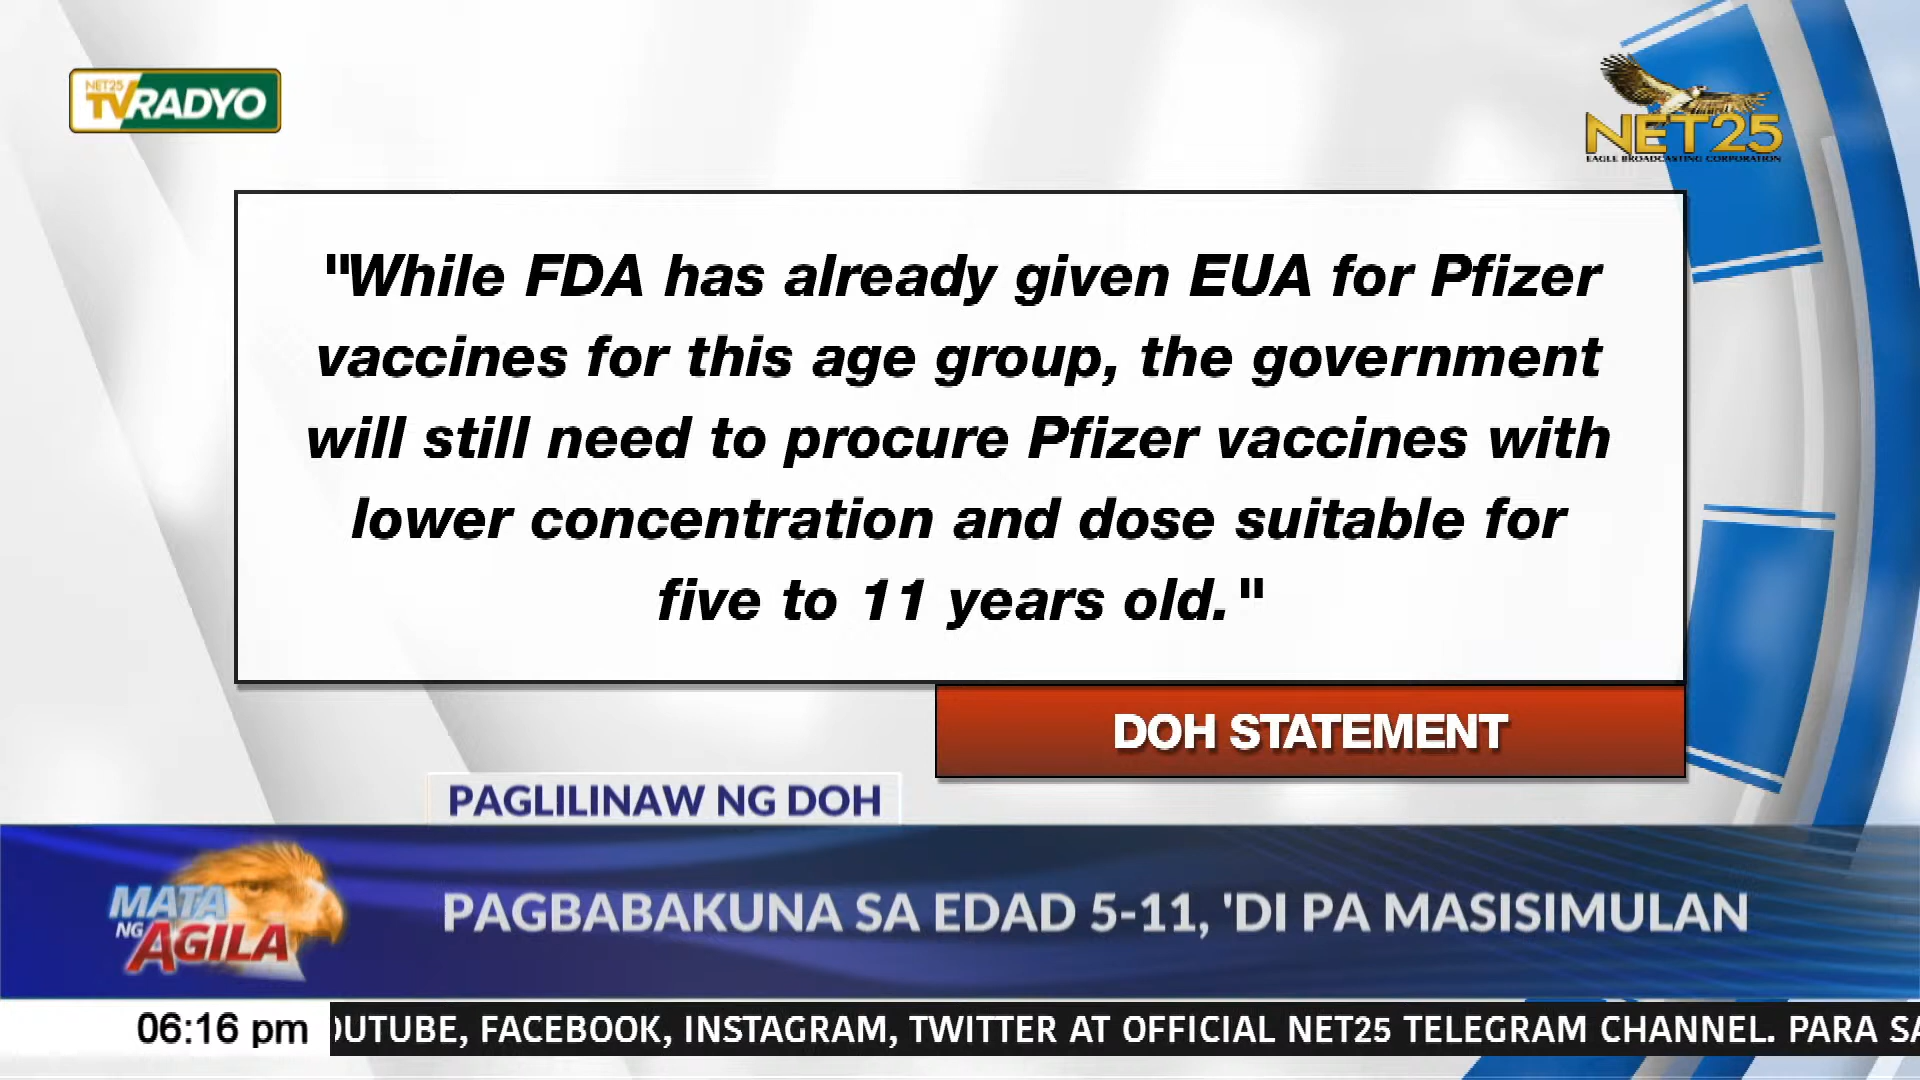 NET25
TVRADYO
NET25
EAGLE BROADCASTING CORPORATION
"While FDA has already given EUA for Pfizer
vaccines for this age group, the government
will still need to procure Pfizer vaccines with
lower concentration and dose suitable for
five to 11 years old."
DOH STATEMENT
PAGLILINAW NG DOH
MATA
NG
AGILA
PAGBABAKUNA SA EDAD 5-11, 'DI PA MASISIMULAN
06:16 pm
OUTUBE, FACEBOOK, INSTAGRAM, TWITTER AT OFFICIAL NET25 TELEGRAM CHANNEL. PARA SA